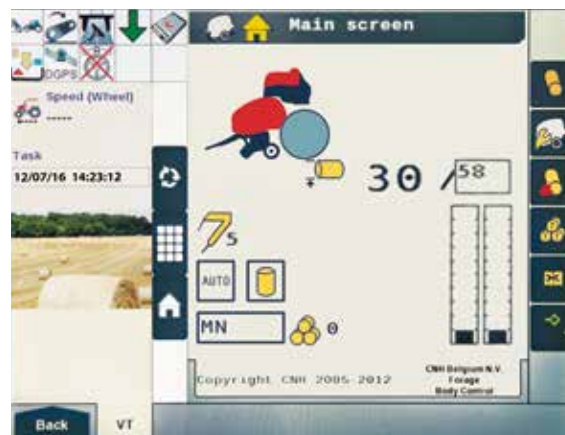 Main screen
DGPS
Speed (Wheel)
-----
Task
12/07/16 14:23:12
30 / 58
5
AUTO
MN
0
Copyright CNH 2005-2012
CNH Belgium N.V.
Forage
Body Control
Back
VT